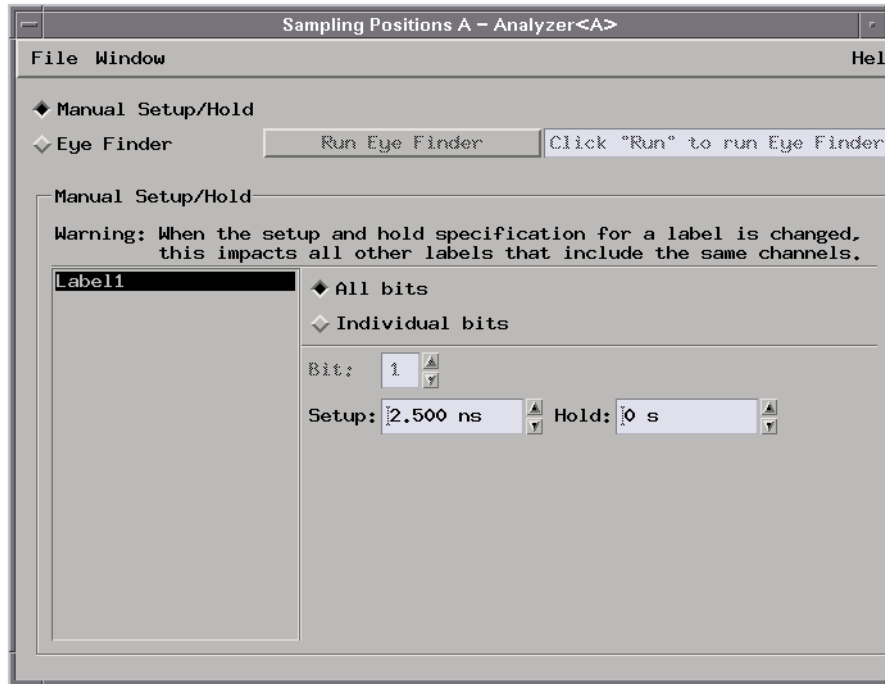 Sampling Positions A – Analyzer<A>
File Window Hel
Manual Setup/Hold
Eye Finder Run Eye Finder Click "Run" to run Eye Finder
Manual Setup/Hold
Warning: When the setup and hold specification for a label is changed,
this impacts all other labels that include the same channels.
Label1
All bits
Individual bits
Bit: 1
Setup: 2.500 ns Hold: 0 s